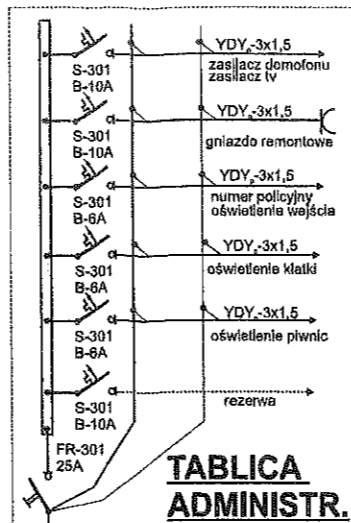 YDYp-3x1,5
zasilacz domofonu
zasilacz tv
S-301
B-10A
YDYp-3x1,5
gniazdo remontowe
S-301
B-10A
YDYp-3x1,5
numer policyjny
oświetlenie wejścia
S-301
B-6A
YDYp-3x1,5
oświetlenie klatki
S-301
B-6A
YDYp-3x1,5
oświetlenie piwnic
S-301
B-6A
rezerwa
S-301
B-10A
FR-301
25A
TABLICA
ADMINISTR.